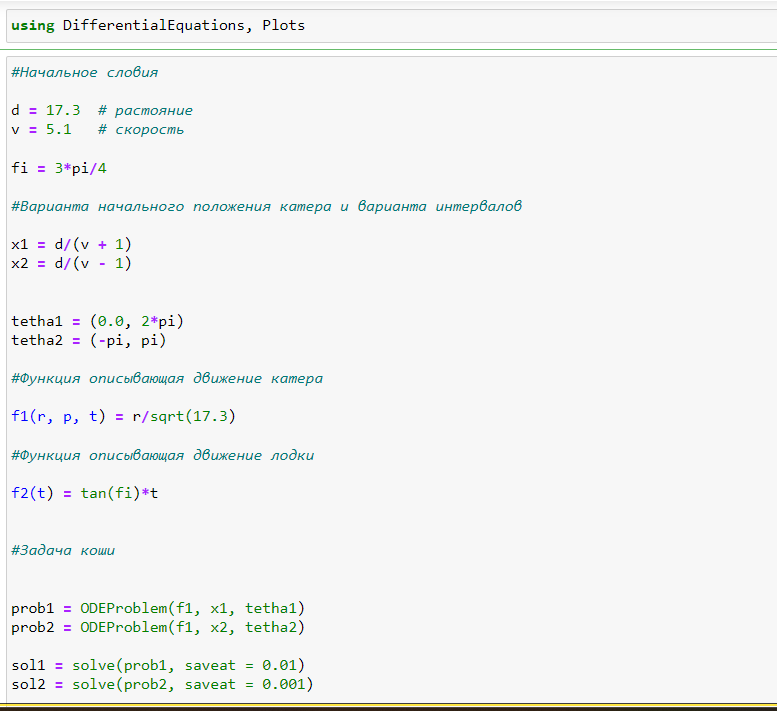 using DifferentialEquations, Plots
#Начальное словия
d = 17.3  # растояние
v = 5.1   # скорость
fi = 3*pi/4
#Варианта начального положения катера и варианта интервалов
x1 = d/(v + 1)
x2 = d/(v - 1)
tetha1 = (0.0, 2*pi)
tetha2 = (-pi, pi)
#Функция описывающая движение катера
f1(r, p, t) = r/sqrt(17.3)
#Функция описывающая движение лодки
f2(t) = tan(fi)*t
#Задача коши
prob1 = ODEProblem(f1, x1, tetha1)
prob2 = ODEProblem(f1, x2, tetha2)
sol1 = solve(prob1, saveat = 0.01)
sol2 = solve(prob2, saveat = 0.001)